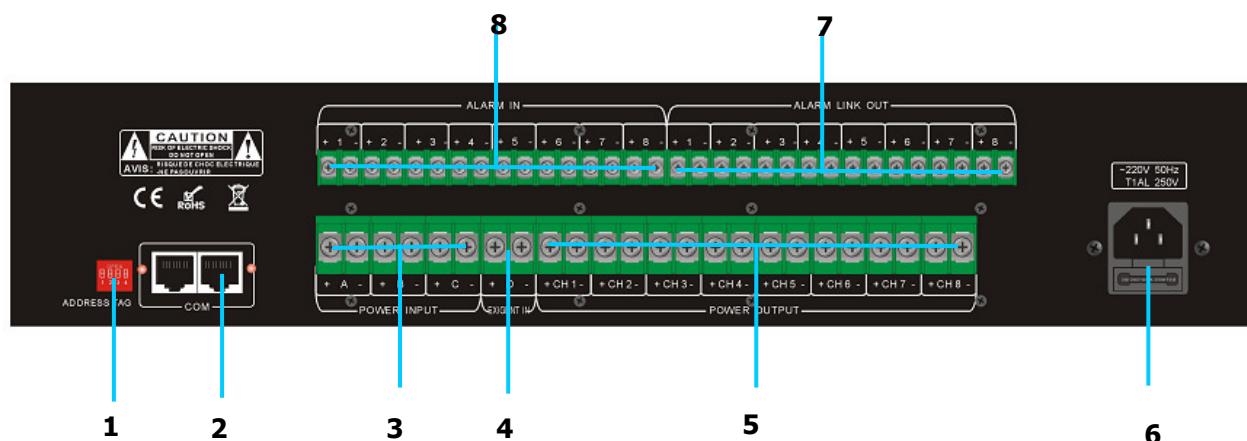 8 7
ALARM IN ALARM LINK OUT
+ 1 - + 2 - + 3 - + 4 - + 5 - + 6 - + 7 - + 8 - + 1 - + 2 - + 3 - + 4 - + 5 - + 6 - + 7 - + 8 -
CAUTION
RISK OF ELECTRIC SHOCK
DO NOT OPEN
AVIS: RISQUE DE CHOC ELECTRIQUE
-NE PAS OUVRIR
CE RoHS
~220V 50Hz
T1AL 250V
1 2 3 4
ADDRESS TAG
COM
+ A - + B - + C - + D - + CH 1 - + CH 2 - + CH 3 - + CH 4 - + CH 5 - + CH 6 - + CH 7 - + CH 8 -
POWER INPUT EXIGENT IN POWER OUTPUT
1 2 3 4 5 6